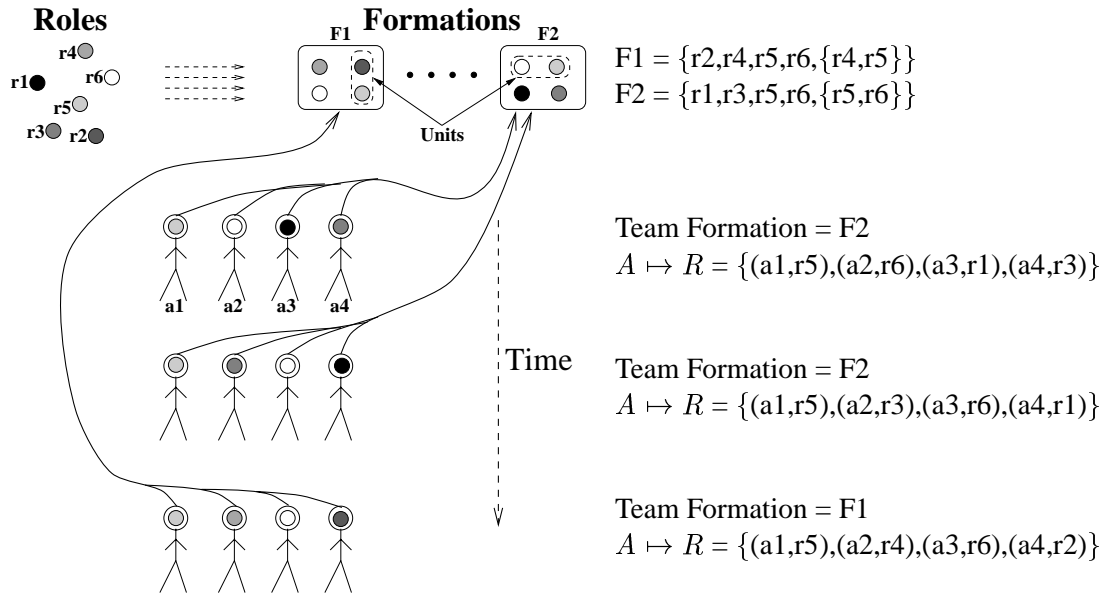 Roles
Formations
r4
r1
r6
r5
r3
r2
F1
F2
Units
F1 = {r2,r4,r5,r6,{r4,r5}}
F2 = {r1,r3,r5,r6,{r5,r6}}
a1 a2 a3 a4
Team Formation = F2
A ↦ R = {(a1,r5),(a2,r6),(a3,r1),(a4,r3)}
Time
Team Formation = F2
A ↦ R = {(a1,r5),(a2,r3),(a3,r6),(a4,r1)}
Team Formation = F1
A ↦ R = {(a1,r5),(a2,r4),(a3,r6),(a4,r2)}